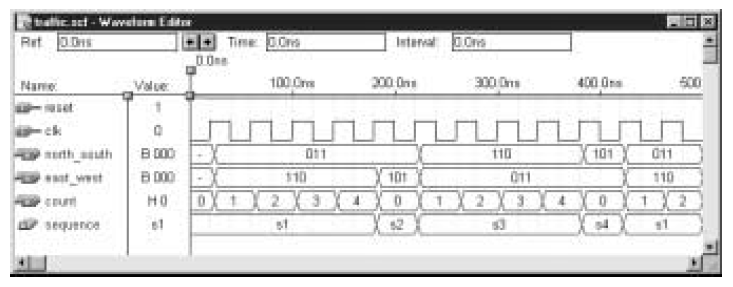 traffic.scf - Waveform Editor
Ref: 0.0ns Time: 0.0ns Interval: 0.0ns
0.0ns
Name: Value: 100.0ns 200.0ns 300.0ns 400.0ns 500
reset 1
clk 0
north_south B 000 - 011 110 101 011
east_west B 000 - 110 101 011 110
count H 0 0 1 2 3 4 0 1 2 3 4 0 1 2
sequence s1 s1 s2 s3 s4 s1